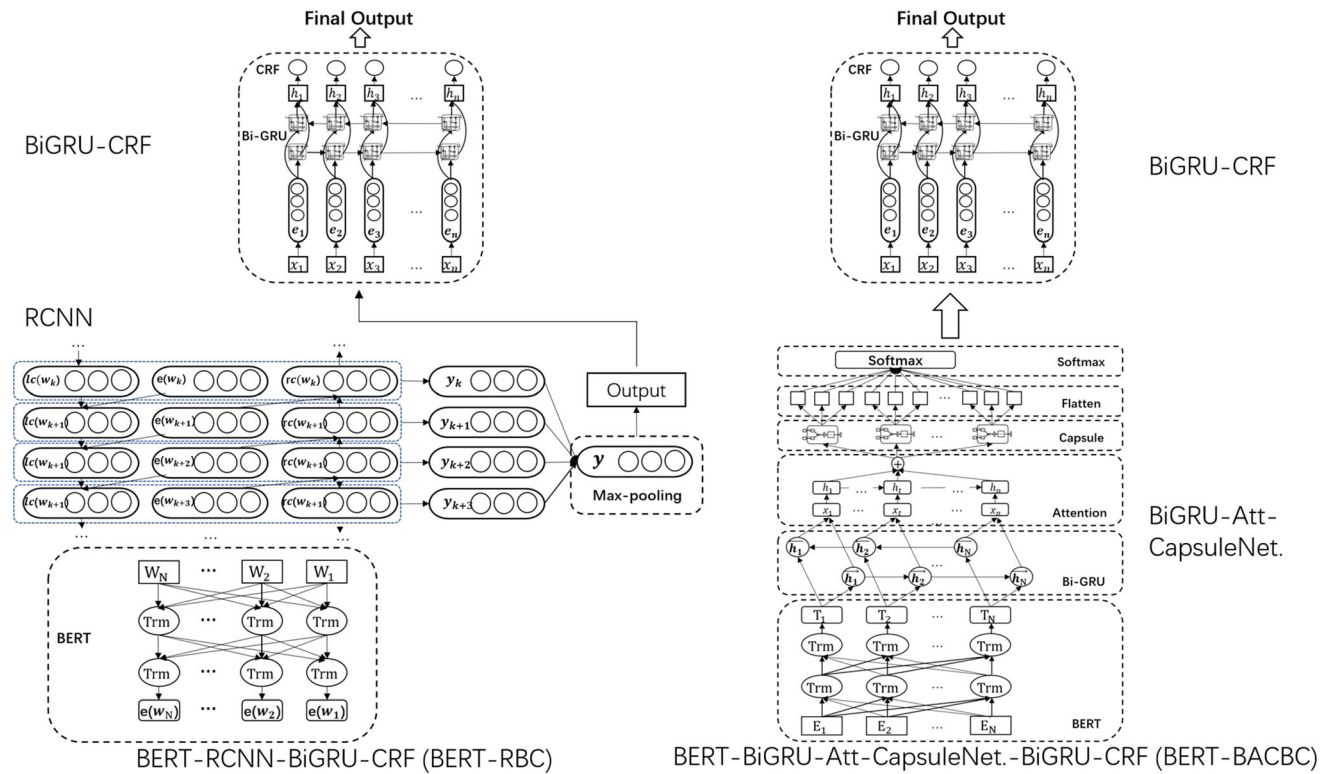 Final Output
CRF
h₁ h₂ h₃ ... hₙ
Bi-GRU
...
e₁ e₂ e₃ eₙ
x₁ x₂ x₃ ... xₙ
BiGRU-CRF
RCNN
... ...
lc(wₖ) e(wₖ) rc(wₖ) yₖ
lc(wₖ₊₁) e(wₖ₊₁) rc(wₖ₊₁) yₖ₊₁
lc(wₖ₊₁) e(wₖ₊₂) rc(wₖ₊₁) yₖ₊₂
lc(wₖ₊₁) e(wₖ₊₃) rc(wₖ₊₁) yₖ₊₃
... ... ...
Output
y
Max-pooling
W_N ... W₂ W₁
Trm ... Trm Trm
BERT
Trm ... Trm Trm
e(w_N) ... e(w₂) e(w₁)
BERT-RCNN-BiGRU-CRF (BERT-RBC)
Final Output
CRF
h₁ h₂ h₃ ... hₙ
Bi-GRU
...
e₁ e₂ e₃ eₙ
x₁ x₂ x₃ ... xₙ
BiGRU-CRF
Softmax Softmax
... Flatten
... Capsule
+
h₁ ... hₜ ... hₙ
x₁ ... xₜ ... xₙ
Attention
BiGRU-Att-
CapsuleNet.
h₁ h₂ h_N
...
h₁ h₂ h_N
Bi-GRU
T₁ T₂ ... T_N
Trm Trm ... Trm
Trm Trm ... Trm
E₁ E₂ ... E_N
BERT
BERT-BiGRU-Att-CapsuleNet.-BiGRU-CRF (BERT-BACBC)